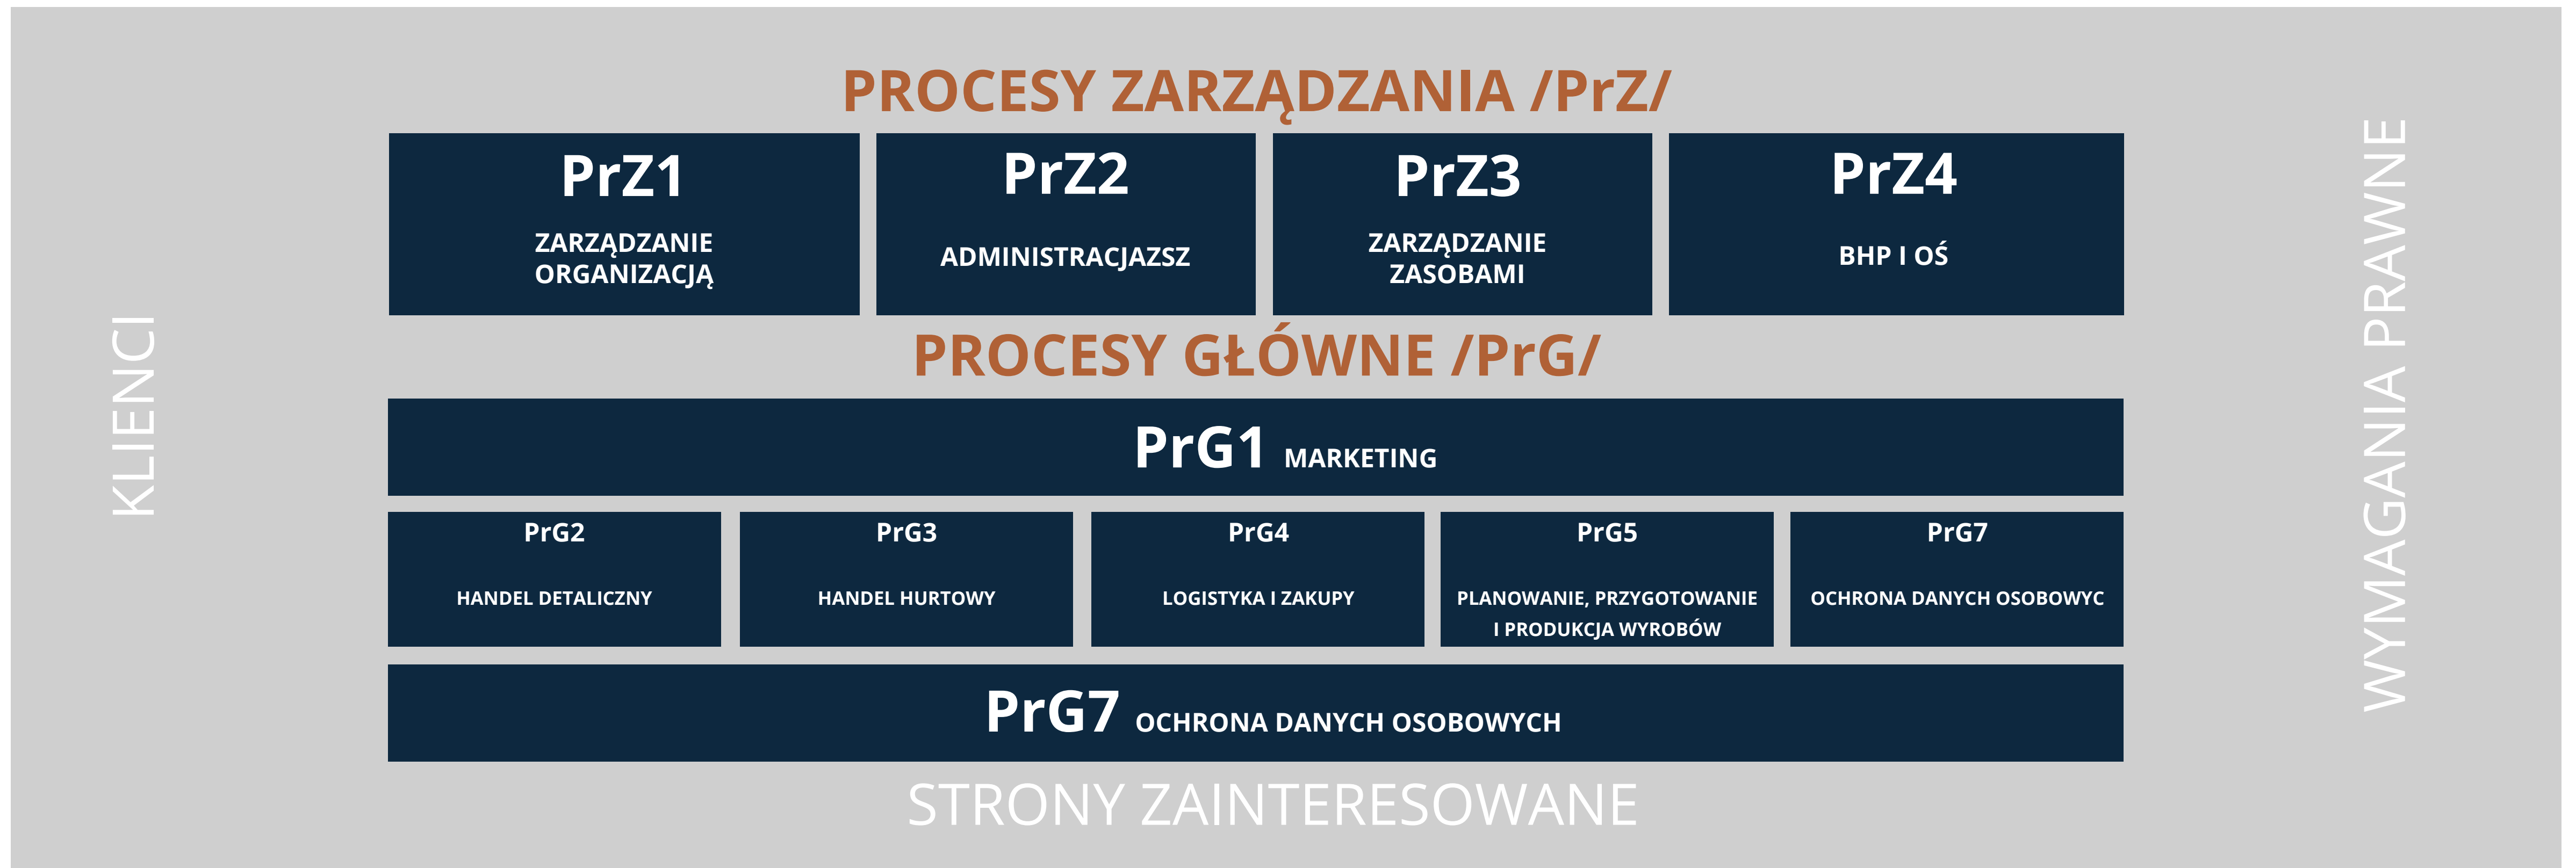 PROCESY ZARZĄDZANIA /PrZ/
PrZ1
ZARZĄDZANIE
ORGANIZACJĄ
PrZ2
ADMINISTRACJAZSZ
PrZ3
ZARZĄDZANIE
ZASOBAMI
PrZ4
BHP I OŚ
KLIENCI
WYMAGANIA PRAWNE
PROCESY GŁÓWNE /PrG/
PrG1 MARKETING
PrG2
HANDEL DETALICZNY
PrG3
HANDEL HURTOWY
PrG4
LOGISTYKA I ZAKUPY
PrG5
PLANOWANIE, PRZYGOTOWANIE
I PRODUKCJA WYROBÓW
PrG7
OCHRONA DANYCH OSOBOWYC
PrG7 OCHRONA DANYCH OSOBOWYCH
STRONY ZAINTERESOWANE